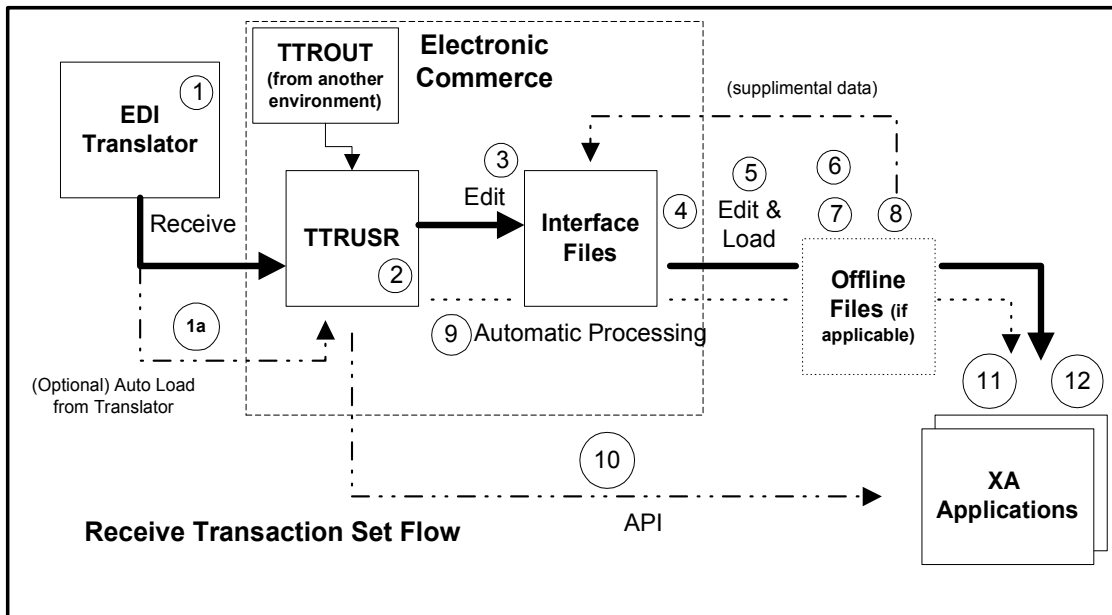 1
EDI
Translator
Receive
1a
(Optional) Auto Load
from Translator
Electronic
Commerce
TTROUT
(from another
environment)
TTRUSR
2
3
Edit
Interface
Files
4
(supplimental data)
5
Edit &
Load
6
7
8
Offline
Files (if
applicable)
9
Automatic Processing
10
API
11
12
XA
Applications
Receive Transaction Set Flow